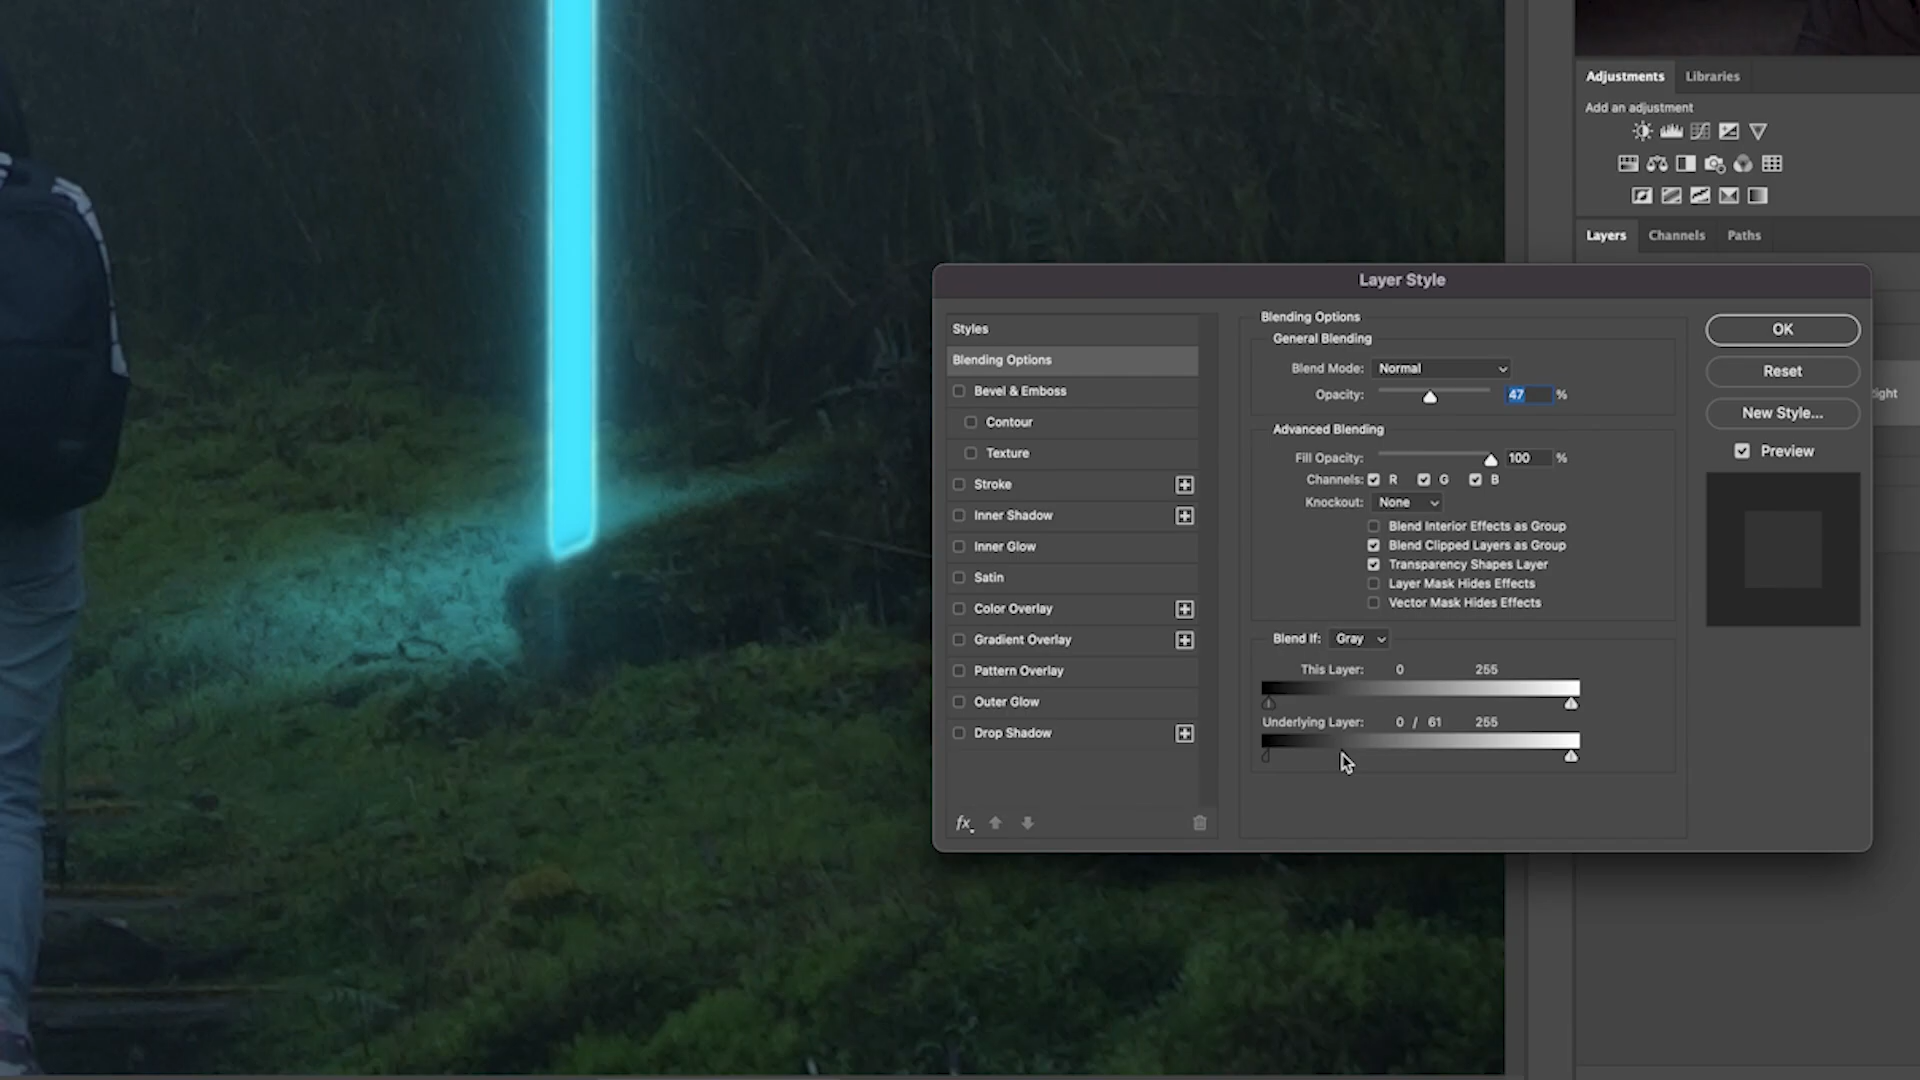 Adjustments Libraries
Add an adjustment
Layers Channels Paths
Layer Style
Styles
Blending Options
Bevel & Emboss
Contour
Texture
Stroke
Inner Shadow
Inner Glow
Satin
Color Overlay
Gradient Overlay
Pattern Overlay
Outer Glow
Drop Shadow
fx
Blending Options
General Blending
Blend Mode: Normal
Opacity: 47 %
Advanced Blending
Fill Opacity: 100 %
Channels: R G B
Knockout: None
Blend Interior Effects as Group
Blend Clipped Layers as Group
Transparency Shapes Layer
Layer Mask Hides Effects
Vector Mask Hides Effects
Blend If: Gray
This Layer: 0 255
Underlying Layer: 0 / 61 255
OK
Reset
New Style...
Preview